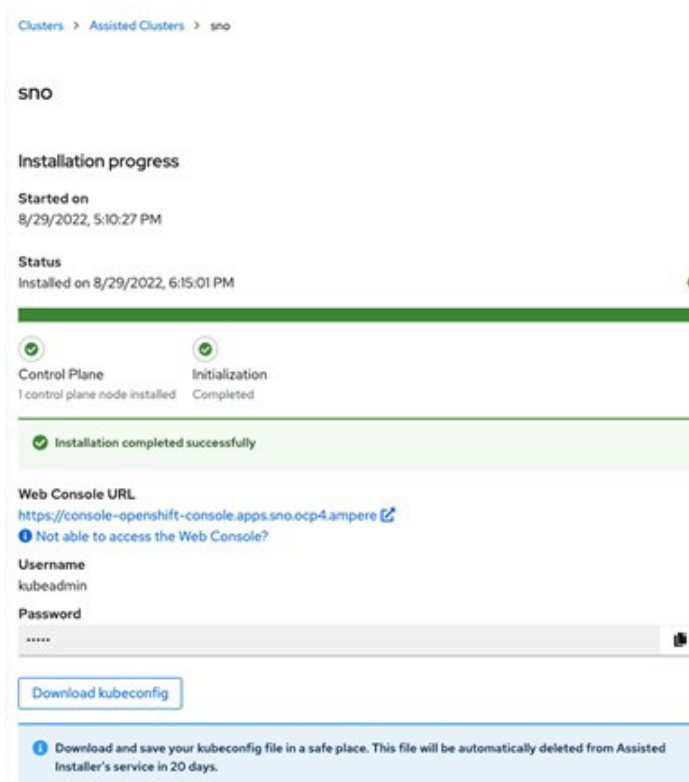 Clusters > Assisted Clusters > sno
sno
Installation progress
Started on
8/29/2022, 5:10:27 PM
Status
Installed on 8/29/2022, 6:15:01 PM
Control Plane
1 control plane node installed
Initialization
Completed
Installation completed successfully
Web Console URL
https://console-openshift-console.apps.sno.ocp4.ampere
Not able to access the Web Console?
Username
kubeadmin
Password
•••••
Download kubeconfig
Download and save your kubeconfig file in a safe place. This file will be automatically deleted from Assisted
Installer's service in 20 days.